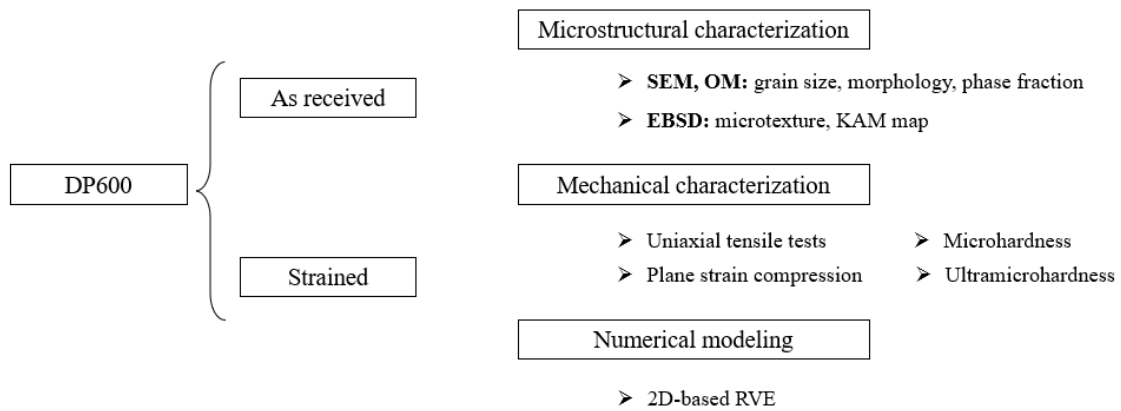 DP600
As received
Strained
Microstructural characterization
➤ SEM, OM: grain size, morphology, phase fraction
➤ EBSD: microtexture, KAM map
Mechanical characterization
➤ Uniaxial tensile tests ➤ Microhardness
➤ Plane strain compression ➤ Ultramicrohardness
Numerical modeling
➤ 2D-based RVE